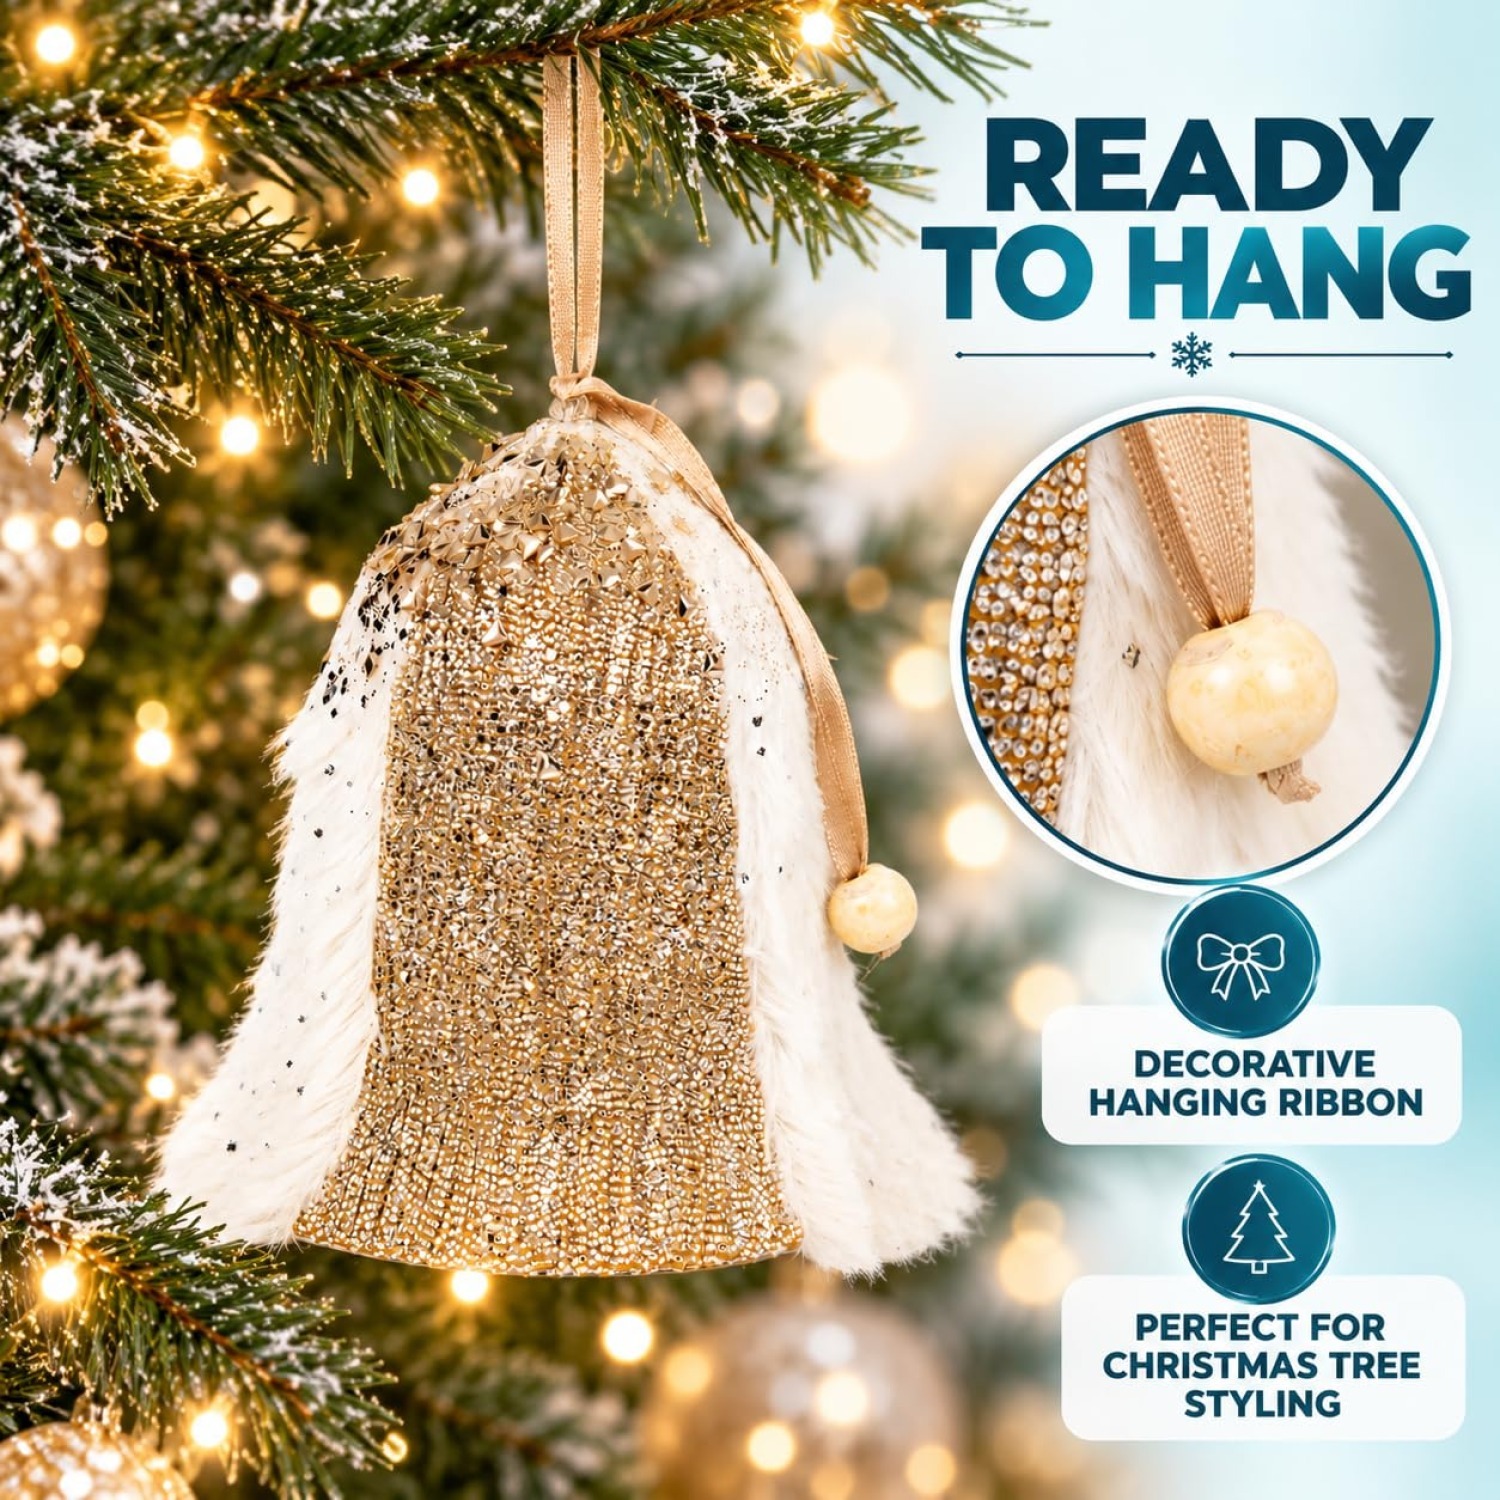 READY
TO HANG
DECORATIVE
HANGING RIBBON
PERFECT FOR
CHRISTMAS TREE
STYLING